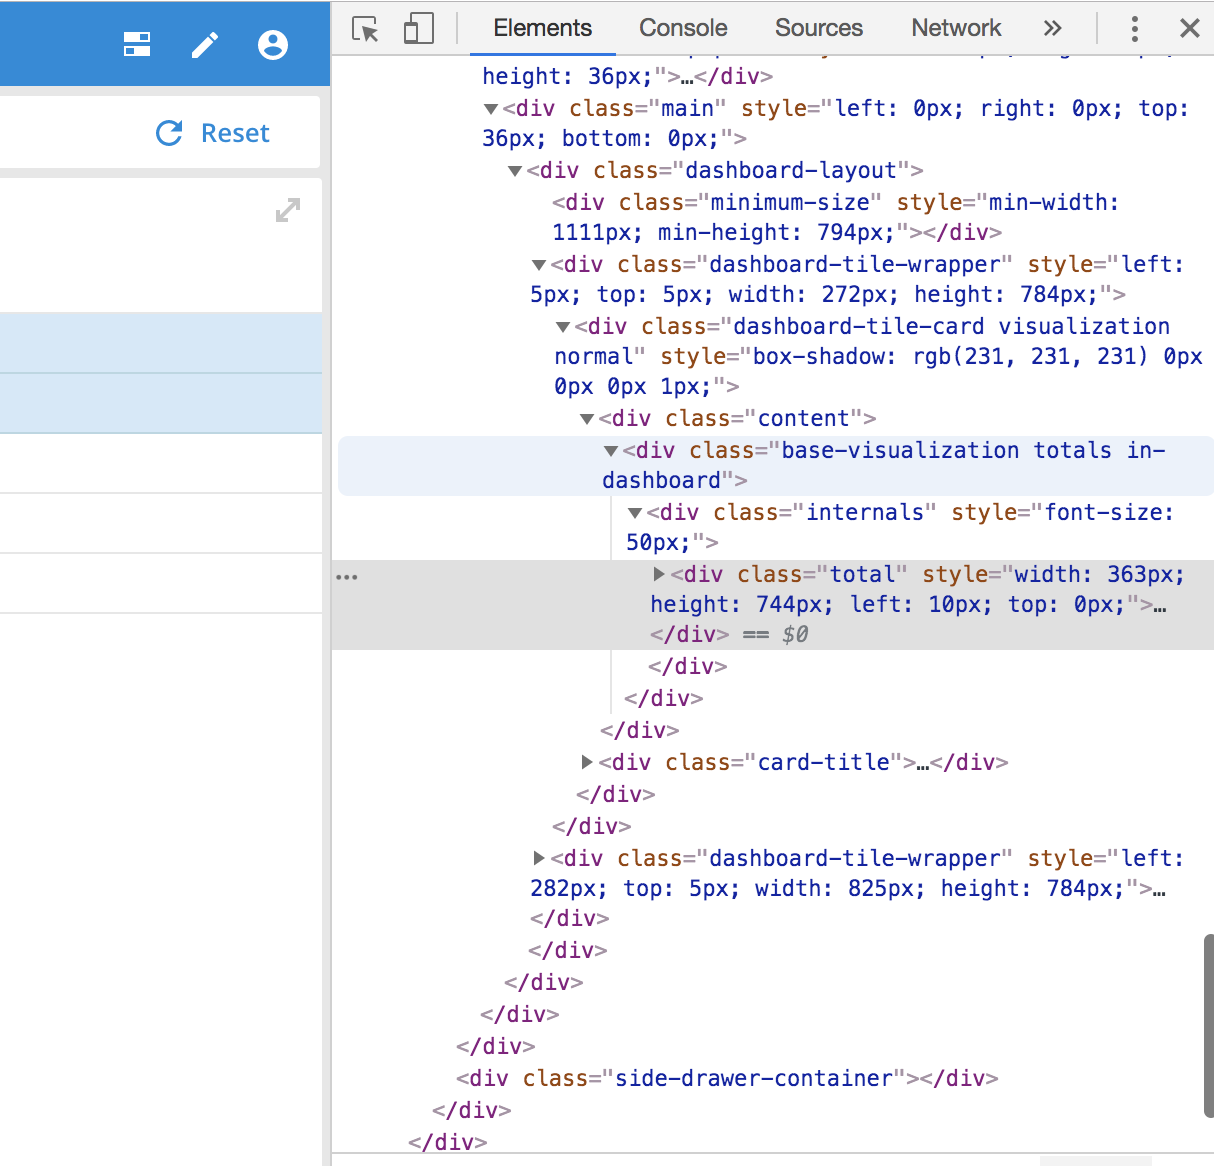 Elements Console Sources Network
Reset
height: 36px;">…</div>
<div class="main" style="left: 0px; right: 0px; top:
36px; bottom: 0px;">
<div class="dashboard-layout">
<div class="minimum-size" style="min-width:
1111px; min-height: 794px;"></div>
<div class="dashboard-tile-wrapper" style="left:
5px; top: 5px; width: 272px; height: 784px;">
<div class="dashboard-tile-card visualization
normal" style="box-shadow: rgb(231, 231, 231) 0px
0px 0px 1px;">
<div class="content">
<div class="base-visualization totals in-
dashboard">
<div class="internals" style="font-size:
50px;">
<div class="total" style="width: 363px;
height: 744px; left: 10px; top: 0px;">…
</div> == $0
</div>
</div>
</div>
<div class="card-title">…</div>
</div>
</div>
<div class="dashboard-tile-wrapper" style="left:
282px; top: 5px; width: 825px; height: 784px;">…
</div>
</div>
</div>
</div>
</div>
<div class="side-drawer-container"></div>
</div>
</div>